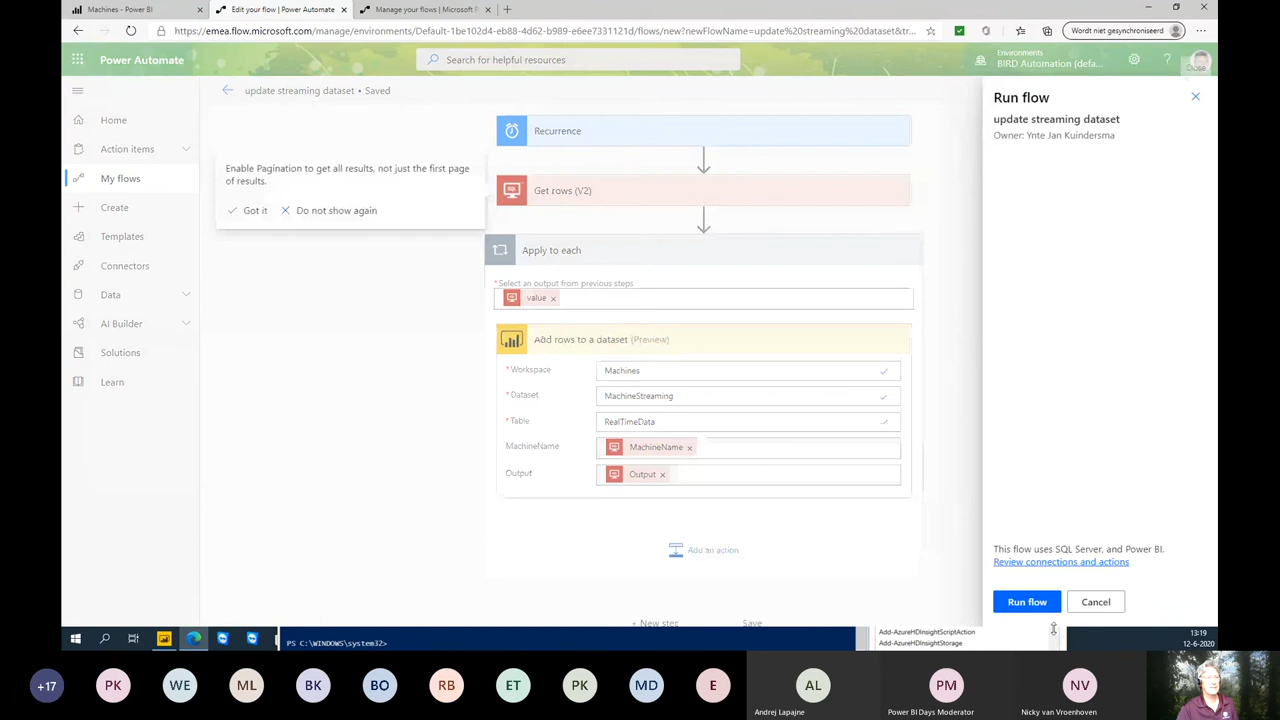 Machines - Power BI
Edit your flow | Power Automate
Manage your flows | Microsoft P
https://emea.flow.microsoft.com/manage/environments/Default-1be102d4-eb88-4d62-b979-e6ee7331121d/flows/new?newFlowName=update%20streaming%20dataset&tr...
Wordt niet gesynchroniseerd
Power Automate
Search for helpful resources
Environments
BIRD Automation (defa...
Close
update streaming dataset • Saved
Home
Action items
My flows
Create
Templates
Connectors
Data
AI Builder
Solutions
Learn
Enable Pagination to get all results, not just the first page
of results.
Got it
Do not show again
Recurrence
Get rows (V2)
Apply to each
*Select an output from previous steps
value
Add rows to a dataset (Preview)
*Workspace
Machines
*Dataset
MachineStreaming
*Table
RealTimeData
MachineName
MachineName
Output
Output
Add an action
+ New step
Save
Run flow
update streaming dataset
Owner: Ynte Jan Kuindersma
This flow uses SQL Server, and Power BI.
Review connections and actions
Run flow
Cancel
PS C:\WINDOWS\system32>
Add-AzureHDInsightScriptAction
Add-AzureHDInsightStorage
13:19
12-6-2020
+17
PK
WE
ML
BK
BO
RB
ET
PK
MD
E
AL
PM
NV
Andrej Lapajne
Power BI Days Moderator
Nicky van Vroenhoven